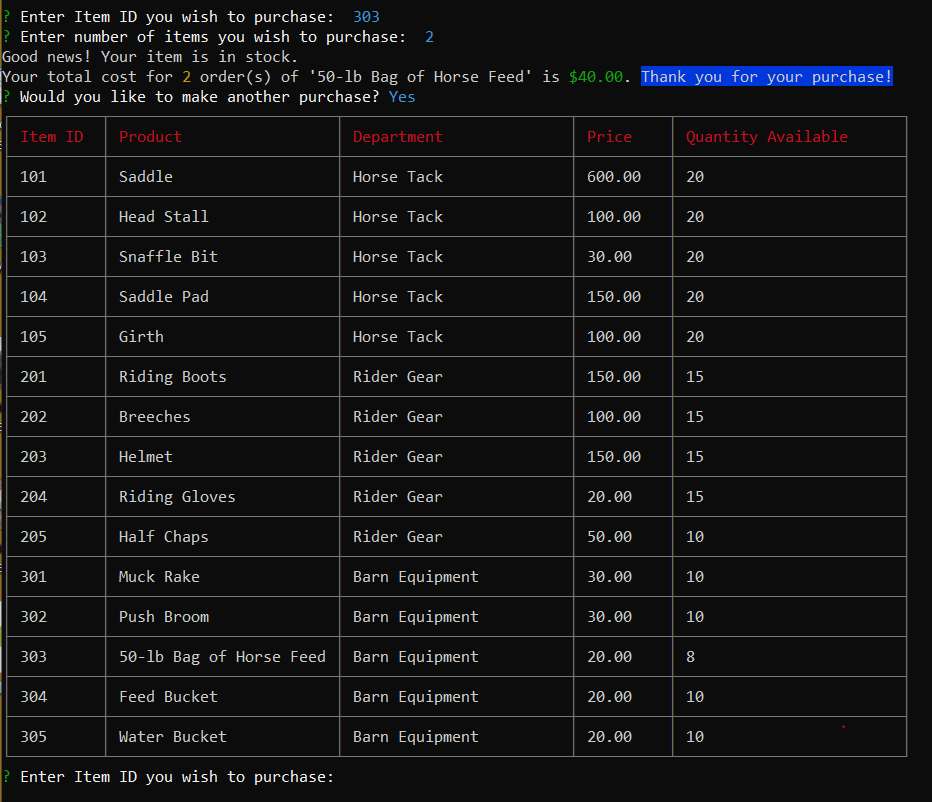 ? Enter Item ID you wish to purchase:  303
? Enter number of items you wish to purchase:  2
Good news! Your item is in stock.
Your total cost for 2 order(s) of '50-lb Bag of Horse Feed' is $40.00. Thank you for your purchase!
? Would you like to make another purchase? Yes
Item ID Product Department Price Quantity Available
101 Saddle Horse Tack 600.00 20
102 Head Stall Horse Tack 100.00 20
103 Snaffle Bit Horse Tack 30.00 20
104 Saddle Pad Horse Tack 150.00 20
105 Girth Horse Tack 100.00 20
201 Riding Boots Rider Gear 150.00 15
202 Breeches Rider Gear 100.00 15
203 Helmet Rider Gear 150.00 15
204 Riding Gloves Rider Gear 20.00 15
205 Half Chaps Rider Gear 50.00 10
301 Muck Rake Barn Equipment 30.00 10
302 Push Broom Barn Equipment 30.00 10
303 50-lb Bag of Horse Feed Barn Equipment 20.00 8
304 Feed Bucket Barn Equipment 20.00 10
305 Water Bucket Barn Equipment 20.00 10
? Enter Item ID you wish to purchase: